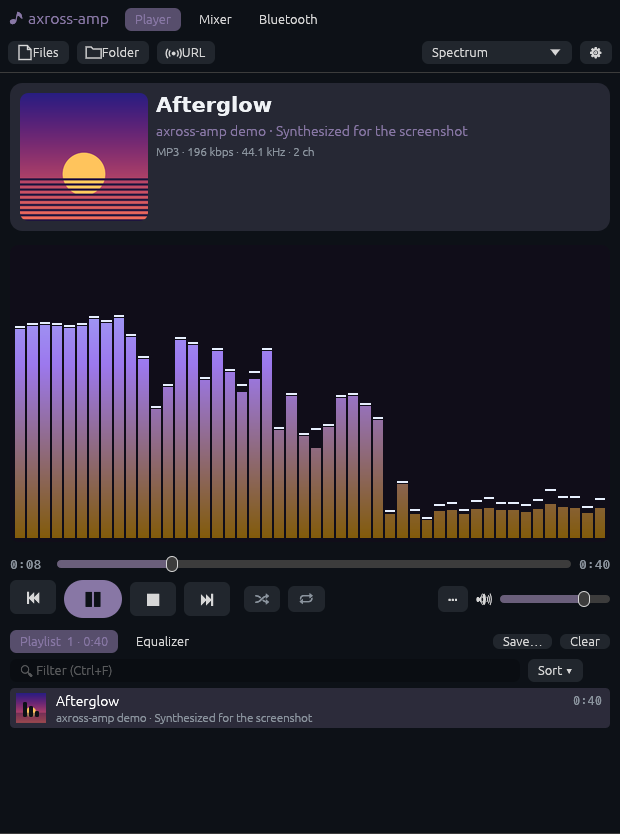 axross-amp Player Mixer Bluetooth
Files Folder URL Spectrum
Afterglow
axross-amp demo · Synthesized for the screenshot
MP3 · 196 kbps · 44.1 kHz · 2 ch
0:08 0:40
Playlist 1 · 0:40 Equalizer Save... Clear
Filter (Ctrl+F) Sort
Afterglow 0:40
axross-amp demo · Synthesized for the screenshot